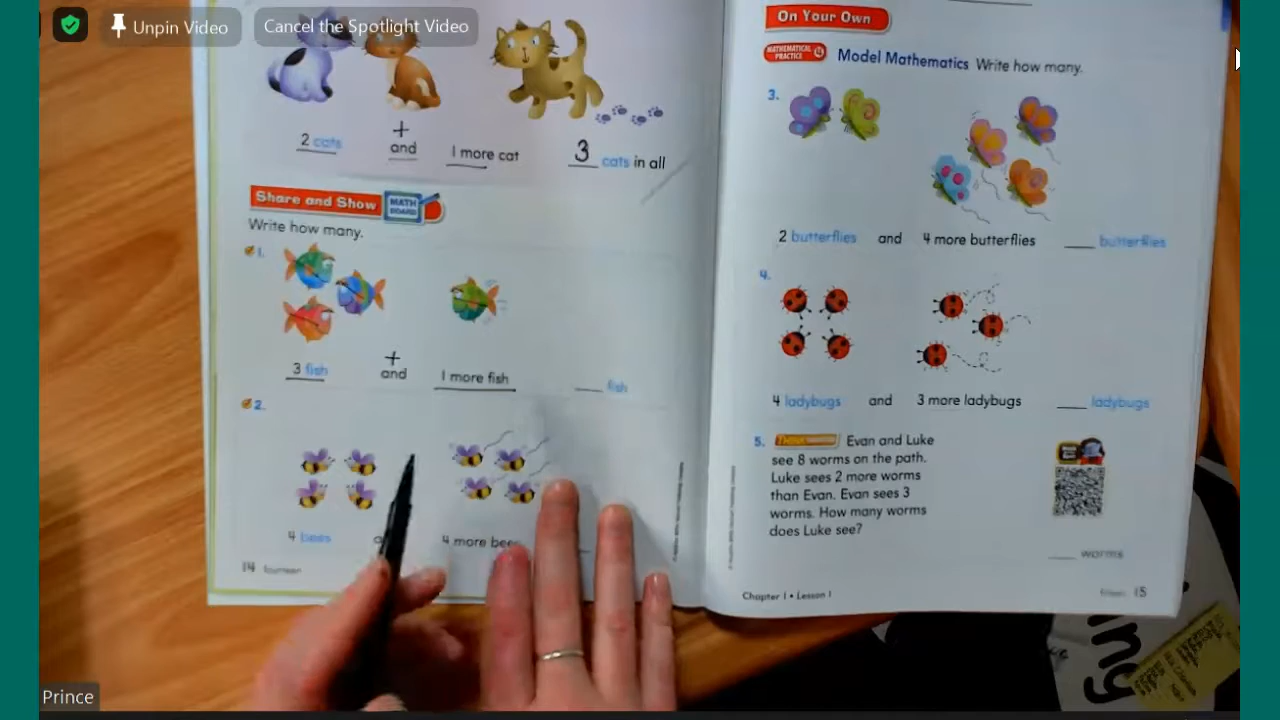 Unpin Video
Cancel the Spotlight Video
2 cats
+
and
1 more cat
3 cats in all
Share and Show
MATH BOARD
Write how many.
1.
3 fish
+
and
1 more fish
fish
2.
4 bees
4 more bees
14 fourteen
On Your Own
MATHEMATICAL PRACTICE 4
Model Mathematics Write how many.
3.
2 butterflies and 4 more butterflies
butterflies
4.
4 ladybugs and 3 more ladybugs
ladybugs
5. Evan and Luke
see 8 worms on the path.
Luke sees 2 more worms
than Evan. Evan sees 3
worms. How many worms
does Luke see?
worms
Chapter 1 • Lesson 1
fifteen 15
Prince